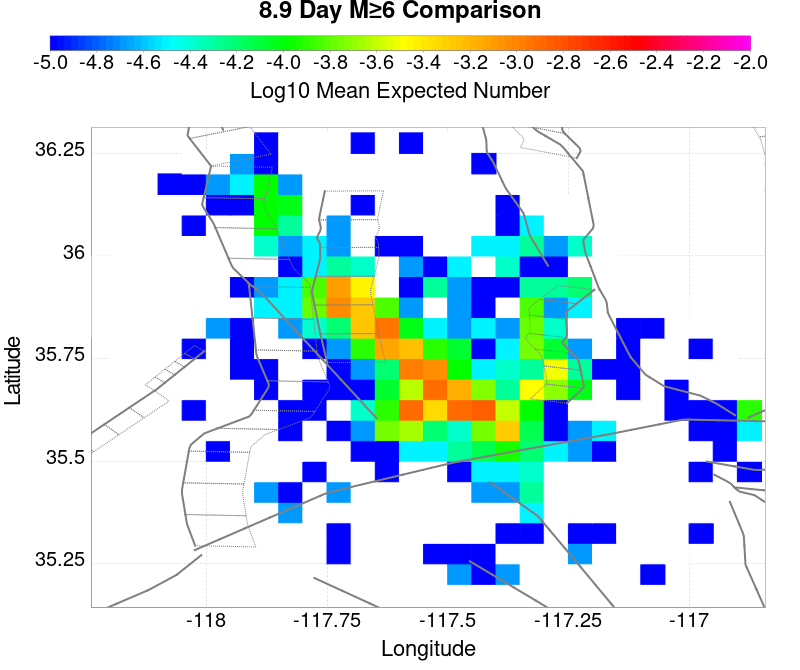 8.9 Day M≥6 Comparison
-5.0 -4.8 -4.6 -4.4 -4.2 -4.0 -3.8 -3.6 -3.4 -3.2 -3.0 -2.8 -2.6 -2.4 -2.2 -2.0
Log10 Mean Expected Number
36.25
36
35.75
35.5
35.25
Latitude
-118 -117.75 -117.5 -117.25 -117
Longitude